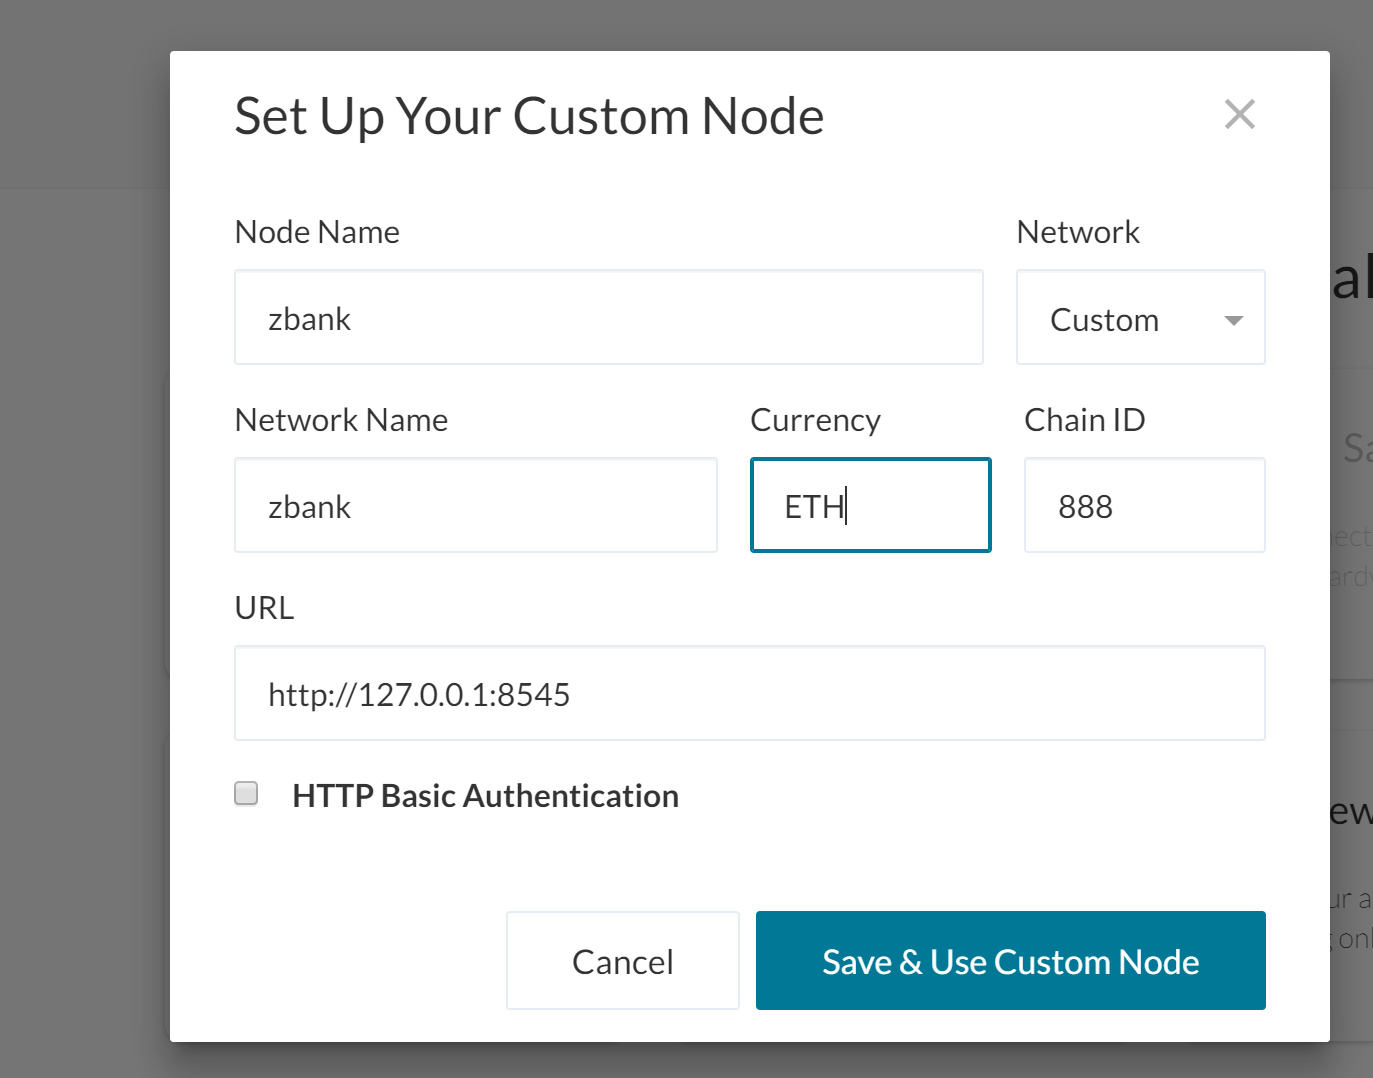 Set Up Your Custom Node
Node Name
Network
zbank
Custom
Network Name
Currency
Chain ID
zbank
ETH
888
URL
http://127.0.0.1:8545
HTTP Basic Authentication
Cancel
Save & Use Custom Node